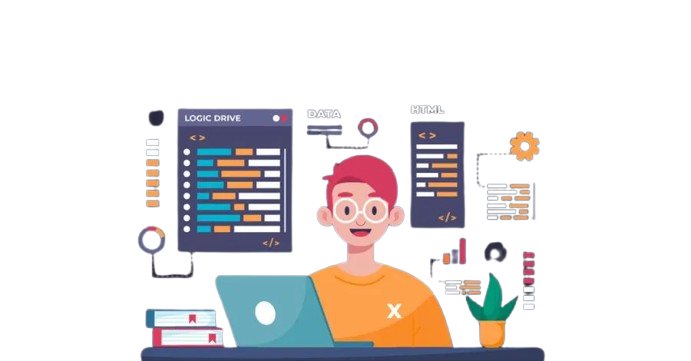 LOGIC DRIVE
DATA
HTML
< >
< >
</>
</>
X